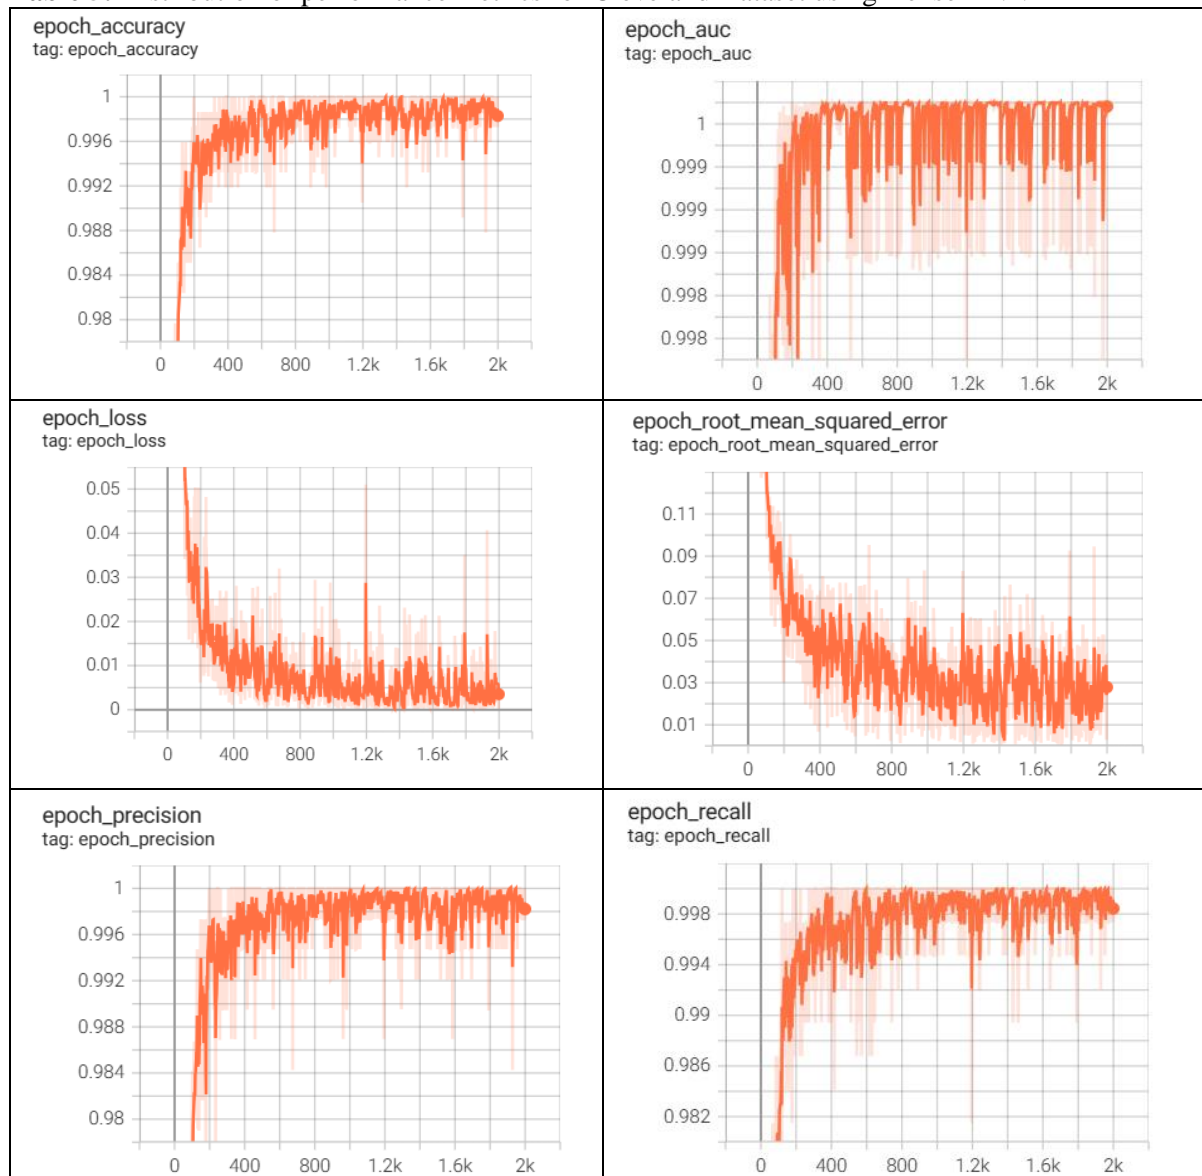 epoch_accuracy
tag: epoch_accuracy
1
0.996
0.992
0.988
0.984
0.98
0 400 800 1.2k 1.6k 2k
epoch_auc
tag: epoch_auc
1
0.999
0.999
0.999
0.998
0.998
0 400 800 1.2k 1.6k 2k
epoch_loss
tag: epoch_loss
0.05
0.04
0.03
0.02
0.01
0
0 400 800 1.2k 1.6k 2k
epoch_root_mean_squared_error
tag: epoch_root_mean_squared_error
0.11
0.09
0.07
0.05
0.03
0.01
0 400 800 1.2k 1.6k 2k
epoch_precision
tag: epoch_precision
1
0.996
0.992
0.988
0.984
0.98
0 400 800 1.2k 1.6k 2k
epoch_recall
tag: epoch_recall
0.998
0.994
0.99
0.986
0.982
0 400 800 1.2k 1.6k 2k